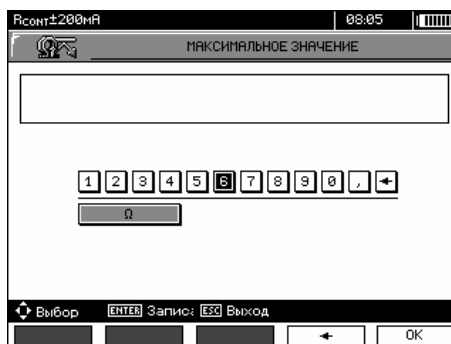 Rсонт±200мА 08:05
МАКСИМАЛЬНОЕ ЗНАЧЕНИЕ
1 2 3 4 5 6 7 8 9 0 , ←
Ω
Выбор ENTER Запис: ESC Выход
← OK